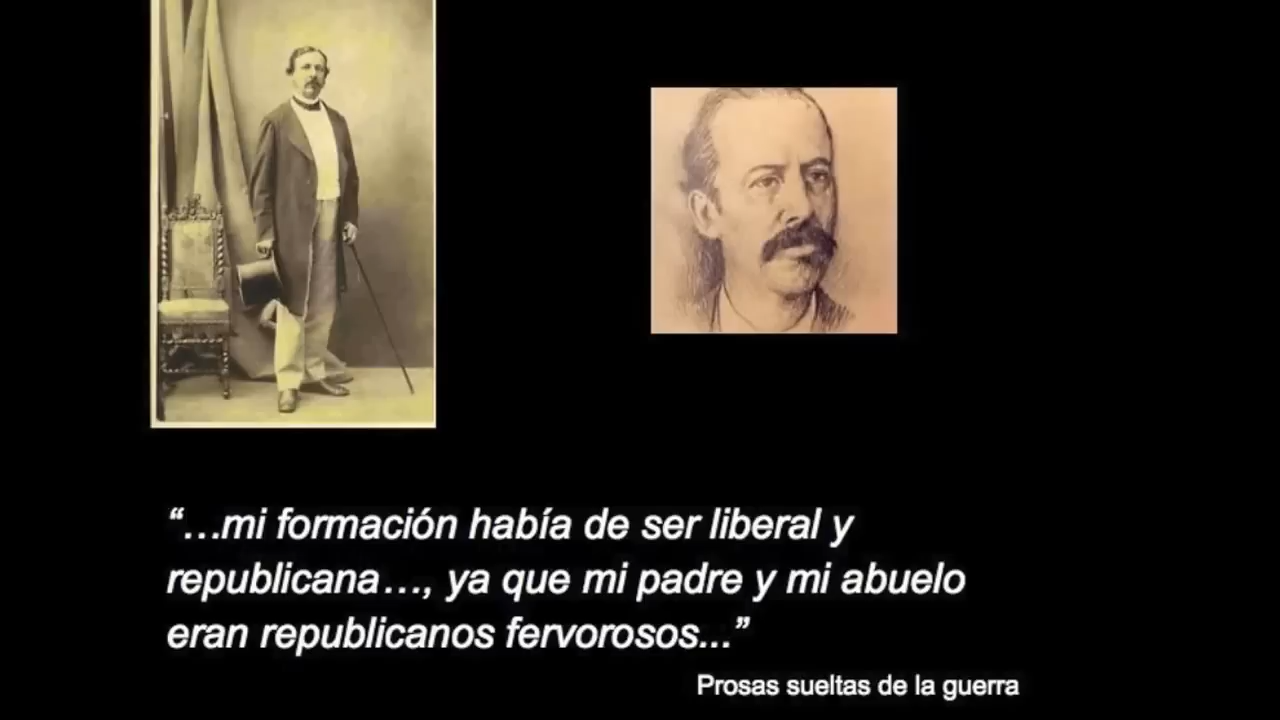 “…mi formación había de ser liberal y
republicana…, ya que mi padre y mi abuelo
eran republicanos fervorosos...”
Prosas sueltas de la guerra